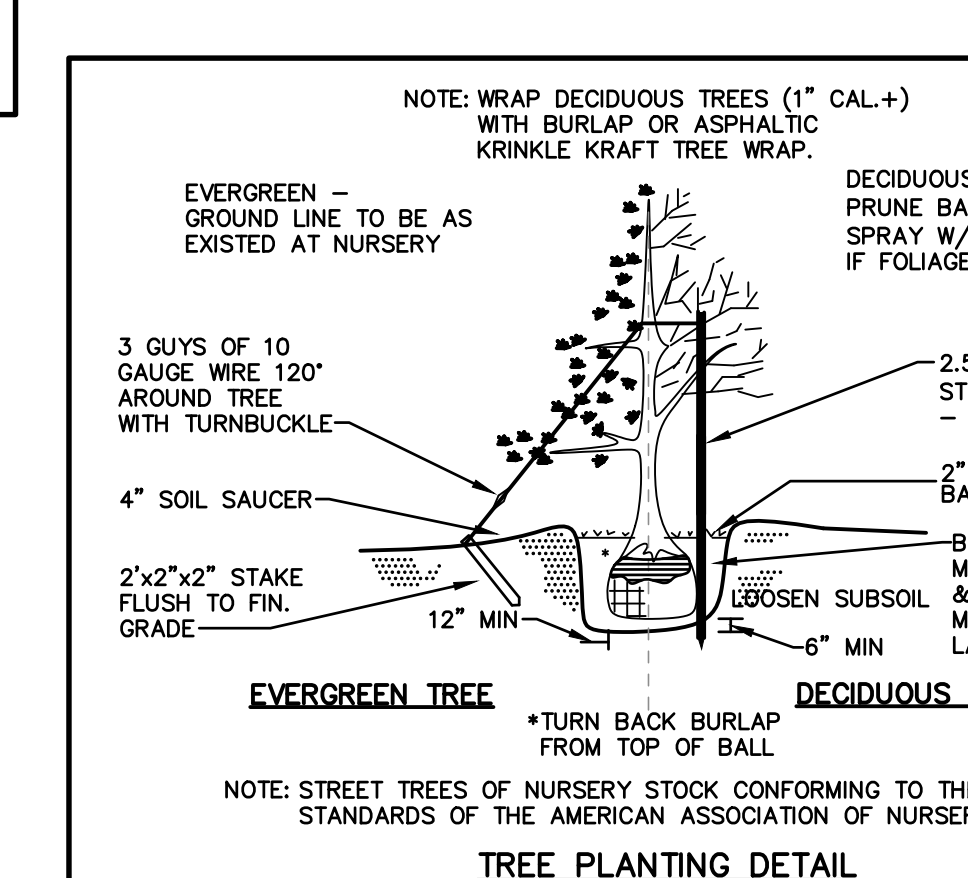 NOTE: WRAP DECIDUOUS TREES (1" CAL.+)
WITH BURLAP OR ASPHALTIC
KRINKLE KRAFT TREE WRAP.
EVERGREEN –
GROUND LINE TO BE AS
EXISTED AT NURSERY
DECIDUOUS
PRUNE
SPRAY W/
IF FOLIAGE
3 GUYS OF 10
GAUGE WIRE 120°
AROUND TREE
WITH TURNBUCKLE
2.5
–
4" SOIL SAUCER
2"
2'x2"x2" STAKE
FLUSH TO FIN.
GRADE
12" MIN
*
LOOSEN SUBSOIL
&
6" MIN
EVERGREEN TREE
DECIDUOUS
*TURN BACK BURLAP
FROM TOP OF BALL
NOTE: STREET TREES OF NURSERY STOCK CONFORMING TO THE
STANDARDS OF THE AMERICAN ASSOCIATION OF
TREE PLANTING DETAIL